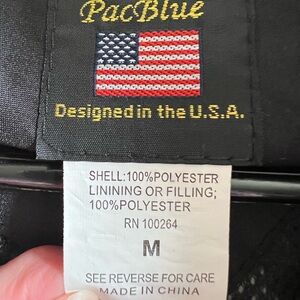 PacBlue
Designed in the U.S.A.
SHELL:100%POLYESTER
LINING OR FILLING;
100%POLYESTER
RN 100264
M
SEE REVERSE FOR CARE
MADE IN CHINA